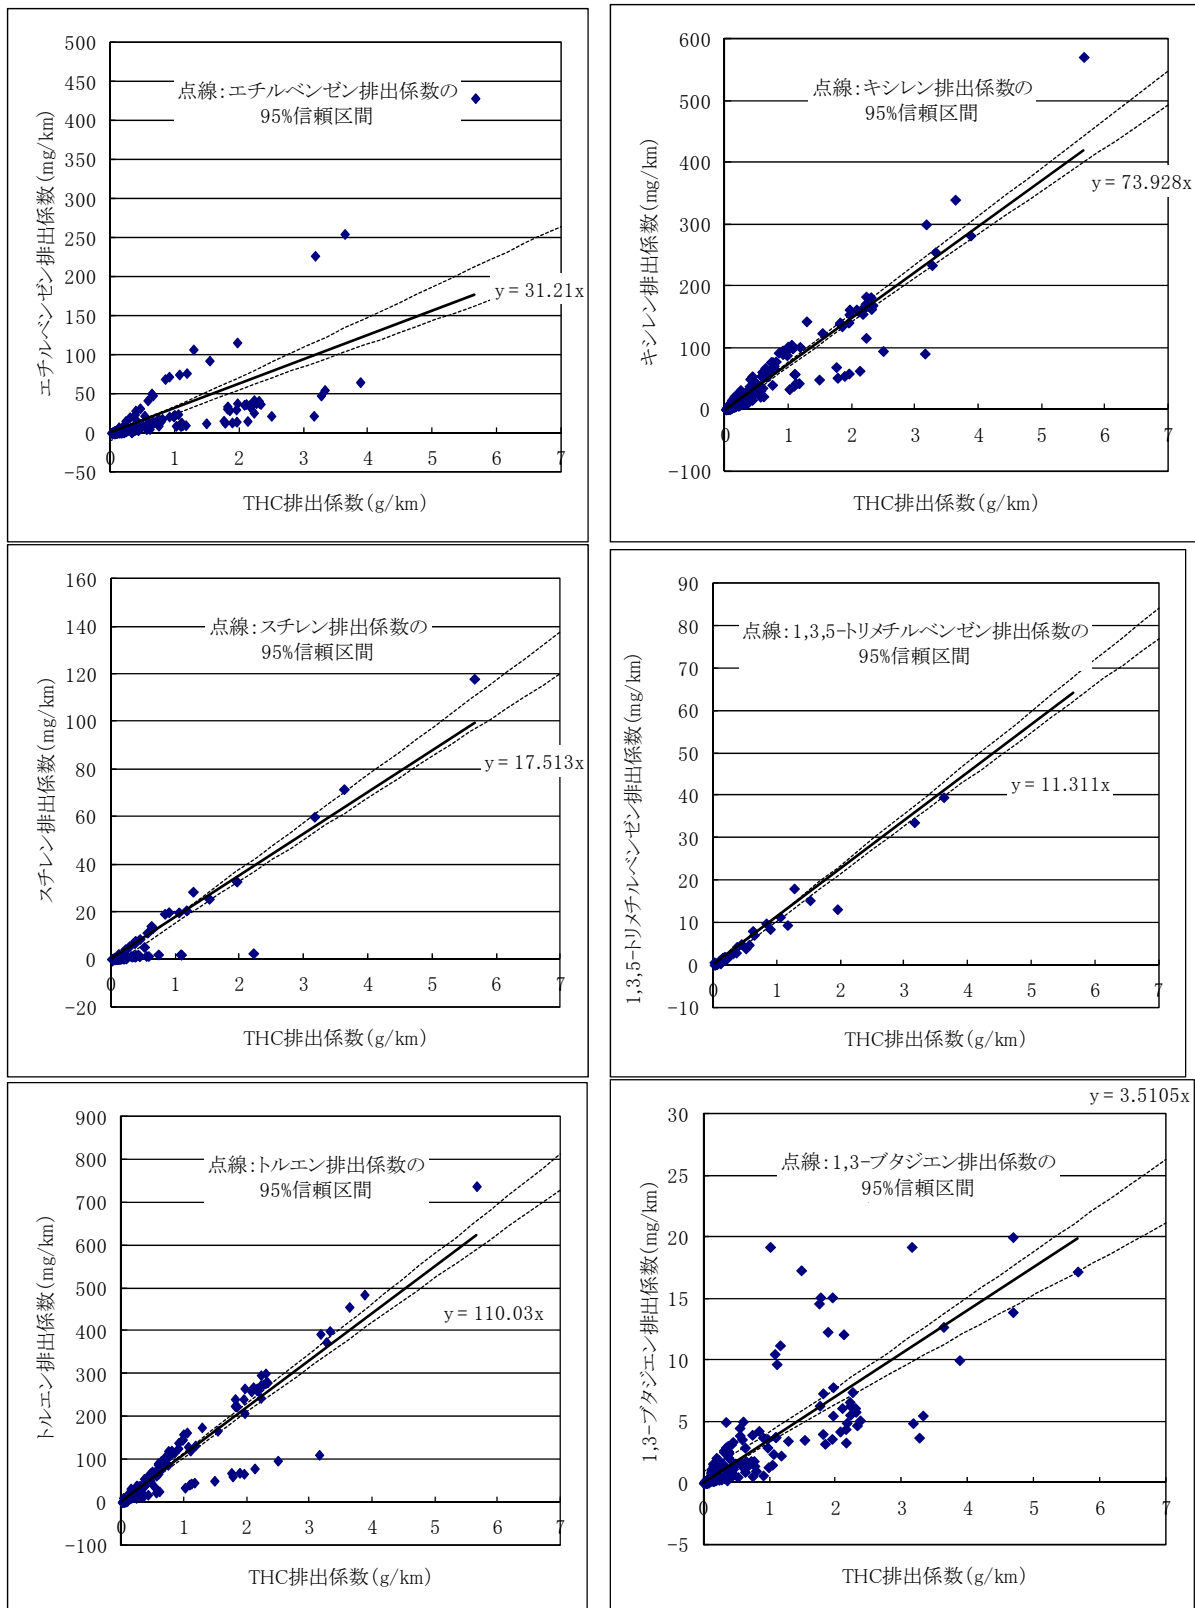 点線：エチルベンゼン排出係数の
95%信頼区間
エチルベンゼン排出係数(mg/km)
500
450
400
350
300
250
200
150
100
50
0
-50
y = 31.21x
0 1 2 3 4 5 6 7
THC排出係数(g/km)
点線：キシレン排出係数の
95%信頼区間
キシレン排出係数(mg/km)
600
500
400
300
200
100
0
-100
y = 73.928x
0 1 2 3 4 5 6 7
THC排出係数(g/km)
点線：スチレン排出係数の
95%信頼区間
スチレン排出係数(mg/km)
160
140
120
100
80
60
40
20
0
-20
y = 17.513x
0 1 2 3 4 5 6 7
THC排出係数(g/km)
点線：1,3,5-トリメチルベンゼン排出係数の
95%信頼区間
1,3,5-トリメチルベンゼン排出係数(mg/km)
90
80
70
60
50
40
30
20
10
0
-10
y = 11.311x
0 1 2 3 4 5 6 7
THC排出係数(g/km)
点線：トルエン排出係数の
95%信頼区間
トルエン排出係数(mg/km)
900
800
700
600
500
400
300
200
100
0
-100
y = 110.03x
0 1 2 3 4 5 6 7
THC排出係数(g/km)
y = 3.5105x
点線：1,3-ブタジエン排出係数の
95%信頼区間
1,3-ブタジエン排出係数(mg/km)
30
25
20
15
10
5
0
-5
0 1 2 3 4 5 6 7
THC排出係数(g/km)